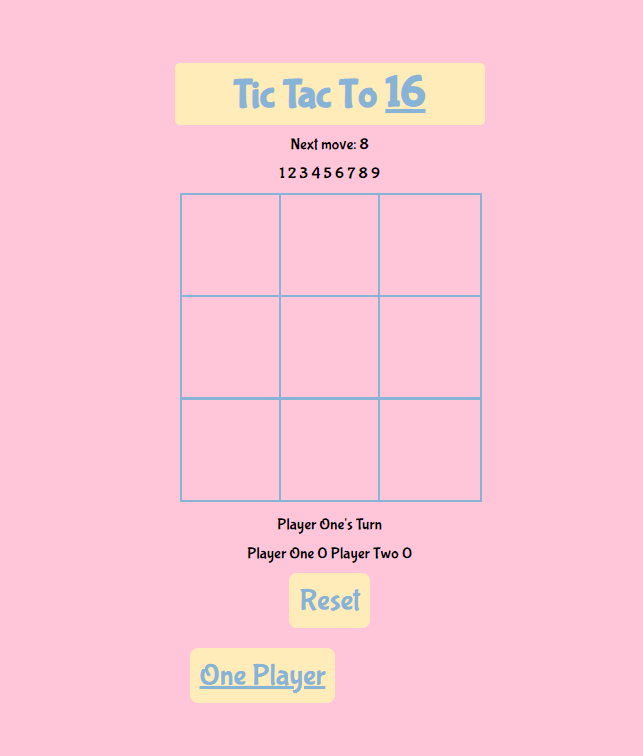 Tic Tac To 16
Next move: 8
1 2 3 4 5 6 7 8 9
Player One's Turn
Player One 0 Player Two 0
Reset
One Player